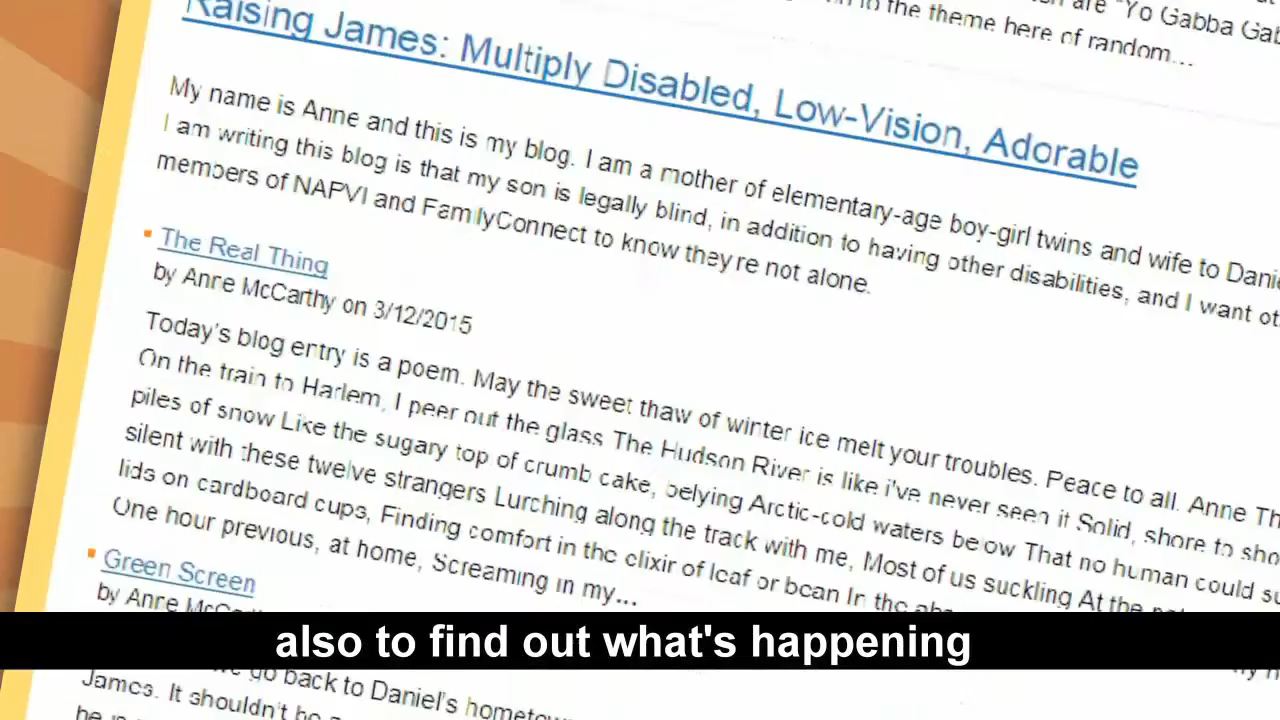 are "Yo Gabba Gab
to the theme here of random...
Raising James: Multiply Disabled, Low-Vision, Adorable
My name is Anne and this is my blog. I am a mother of elementary-age boy-girl twins and wife to Danie
I am writing this blog is that my son is legally blind, in addition to having other disabilities, and I want ot
members of NAPVI and FamilyConnect to know they're not alone.
The Real Thing
by Anne McCarthy on 3/12/2015
Today's blog entry is a poem. May the sweet thaw of winter ice melt your troubles. Peace to all. Anne Th
On the train to Harlem, I peer out the glass The Hudson River is like i've never seen it Solid, shore to sho
piles of snow Like the sugary top of crumb cake, belying Arctic-cold waters below That no human could su
silent with these twelve strangers Lurching along the track with me, Most of us suckling At the
lids on cardboard cups, Finding comfort in the elixir of leaf or bean In the
One hour previous, at home, Screaming in my...
Green Screen
by Anne
also to find out what's happening
go back to Daniel's
James. It shouldn't be
he